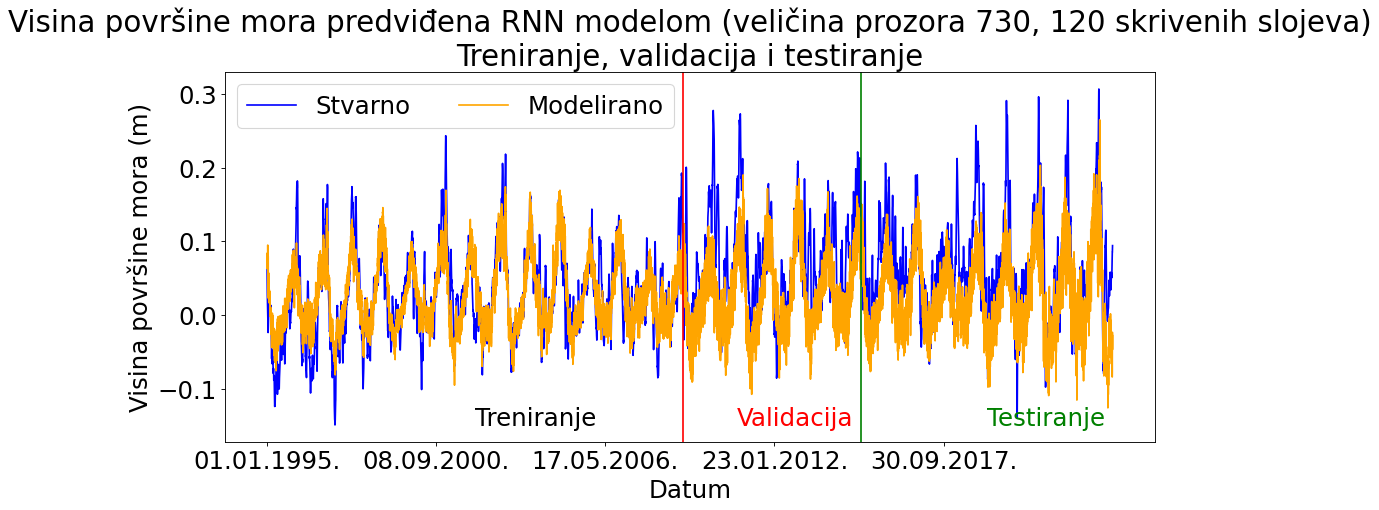 Visina površine mora predviđena RNN modelom (veličina prozora 730, 120 skrivenih slojeva)
Treniranje, validacija i testiranje
Stvarno Modelirano
Visina površine mora (m)
0.3
0.2
0.1
0.0
−0.1
Treniranje Validacija Testiranje
01.01.1995. 08.09.2000. 17.05.2006. 23.01.2012. 30.09.2017.
Datum